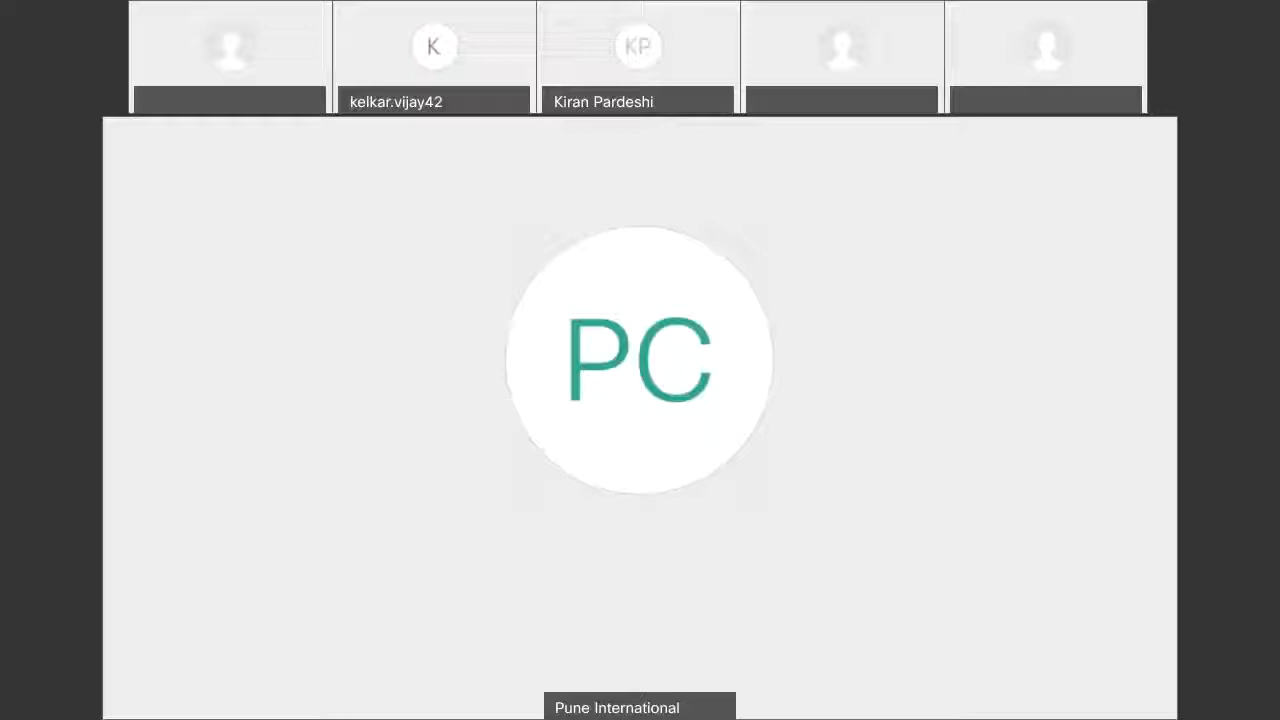 K
KP
kelkar.vijay42
Kiran Pardeshi
PC
Pune International